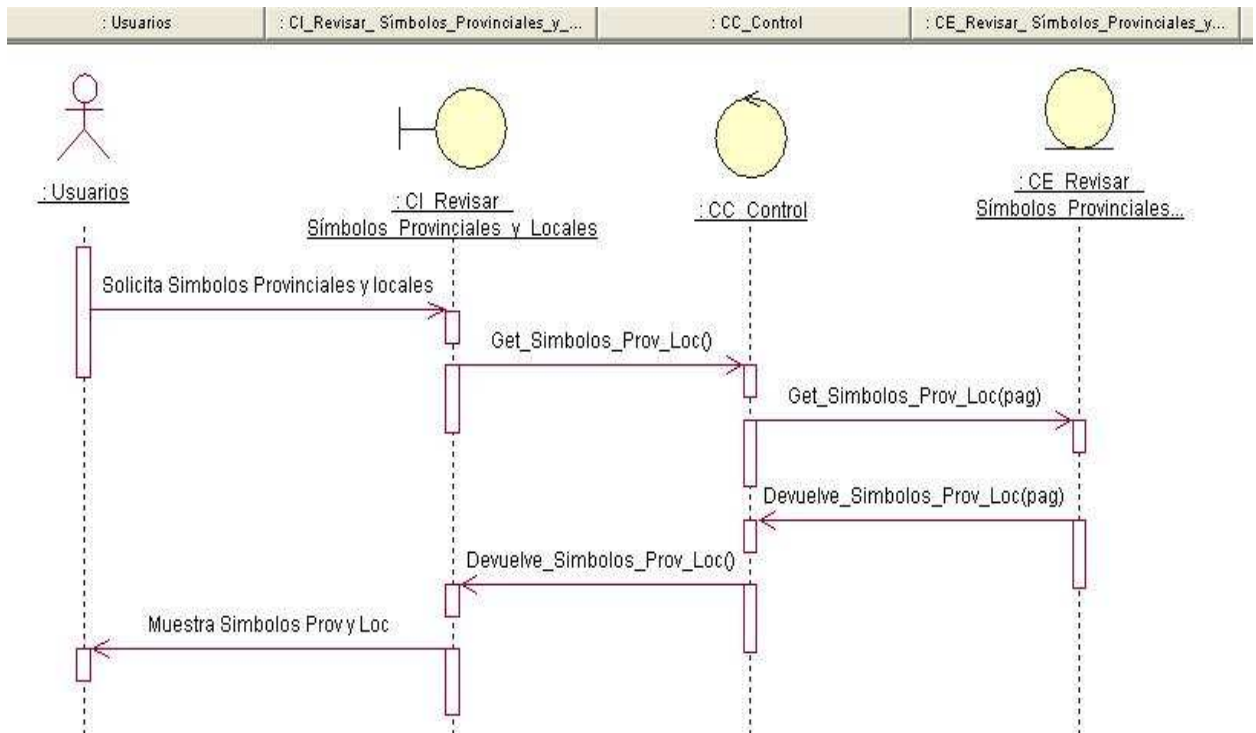 : Usuarios
: CI_Revisar_ Símbolos_Provinciales_y_...
: CC_Control
: CE_Revisar_ Símbolos_Provinciales_y...
: Usuarios
: CI_Revisar_
Símbolos_Provinciales_y_Locales
: CC_Control
: CE_Revisar_
Símbolos_Provinciales...
Solicita Simbolos Provinciales y locales
Get_Simbolos_Prov_Loc()
Get_Simbolos_Prov_Loc(pag)
Devuelve_Simbolos_Prov_Loc(pag)
Devuelve_Simbolos_Prov_Loc()
Muestra Simbolos Prov y Loc